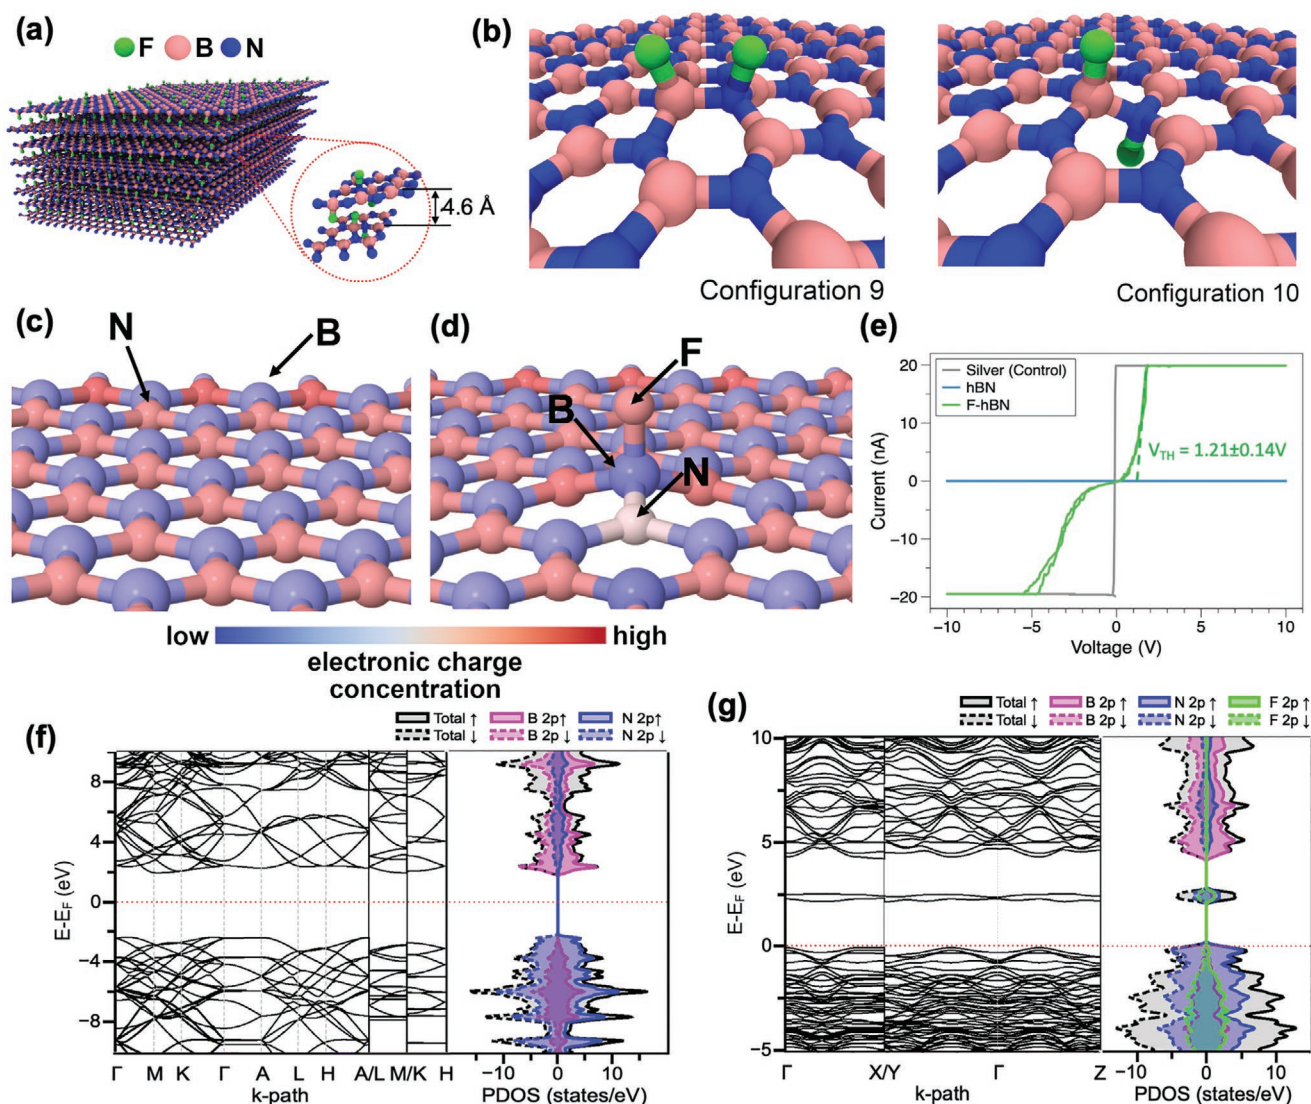 (a)
F B N
4.6 Å
(b)
Configuration 9
Configuration 10
(c)
N
B
(d)
F
B
N
low
high
electronic charge
concentration
(e)
Silver (Control)
hBN
F-hBN
V_TH = 1.21±0.14V
Current (nA)
20
10
0
−10
−20
−10 −5 0 5 10
Voltage (V)
(f)
Total ↑ B 2p↑ N 2p↑
Total ↓ B 2p↓ N 2p ↓
E-E_F (eV)
8
4
0
−4
−8
Γ M K Γ A L H A/L M/K H
k-path
−10 0 10
PDOS (states/eV)
(g)
Total ↑ B 2p↑ N 2p↑ F 2p↑
Total ↓ B 2p ↓ N 2p ↓ F 2p ↓
E-E_F (eV)
10
5
0
−5
Γ X/Y Γ Z
k-path
−10 −5 0 5 10
PDOS (states/eV)